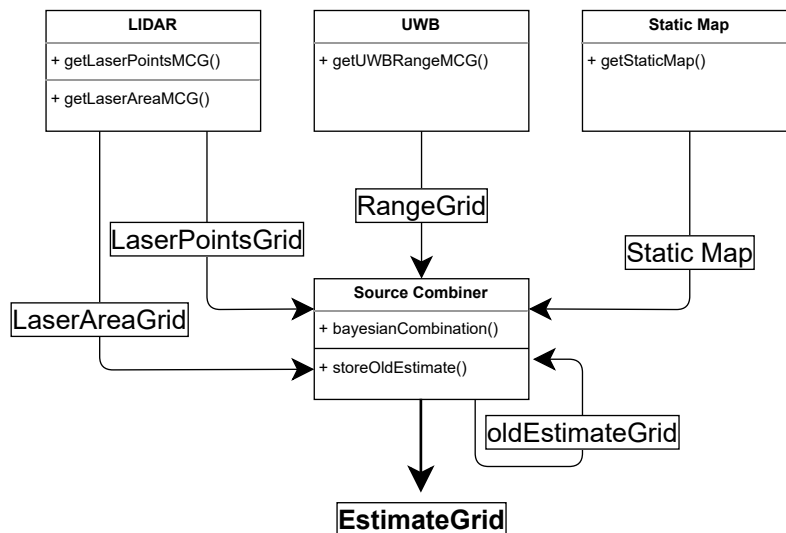 LIDAR
+ getLaserPointsMCG()
+ getLaserAreaMCG()
UWB
+ getUWBRangeMCG()
Static Map
+ getStaticMap()
RangeGrid
LaserPointsGrid
Static Map
LaserAreaGrid
Source Combiner
+ bayesianCombination()
+ storeOldEstimate()
oldEstimateGrid
EstimateGrid